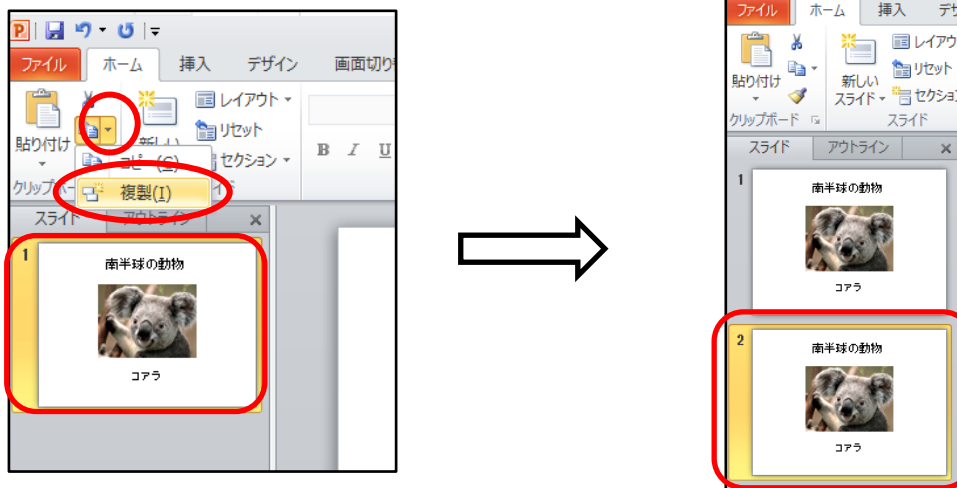 ファイル ホーム 挿入 デザイン 画面切り
レイアウト
貼り付け 新しい リセット
コピー(C) セクション B I U
クリップボー 複製(I)
スライド アウトライン ×
1
南半球の動物
コアラ
ファイル ホーム 挿入 デザ
レイアウ
貼り付け 新しい リセット
スライド セクショ
クリップボード スライド
スライド アウトライン ×
1
南半球の動物
コアラ
2
南半球の動物
コアラ